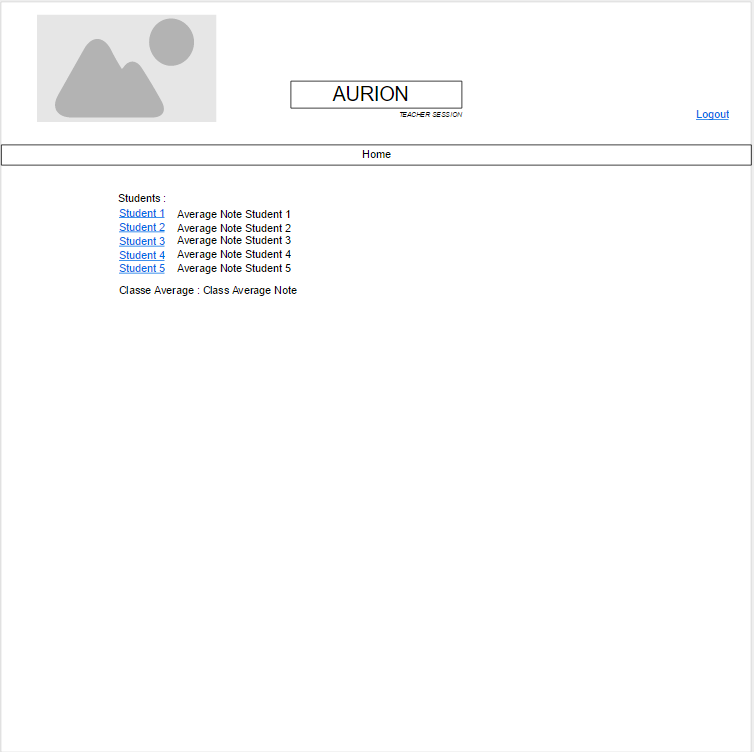 AURION
TEACHER SESSION
Logout
Home
Students :
Student 1 Average Note Student 1
Student 2 Average Note Student 2
Student 3 Average Note Student 3
Student 4 Average Note Student 4
Student 5 Average Note Student 5
Classe Average : Class Average Note